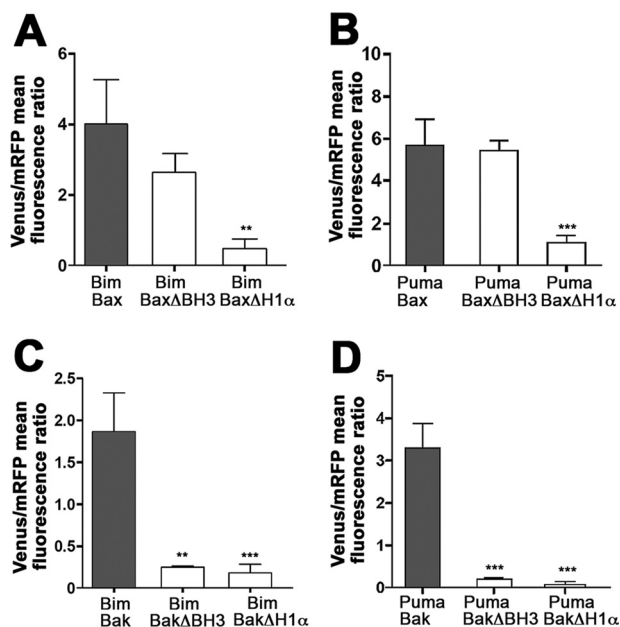 A
Venus/mRFP mean
fluorescence ratio
6
4
2
0
**
Bim Bim Bim
Bax BaxΔBH3 BaxΔH1α
B
Venus/mRFP mean
fluorescence ratio
10
8
6
4
2
0
***
Puma Puma Puma
Bax BaxΔBH3 BaxΔH1α
C
Venus/mRFP mean
fluorescence ratio
2.5
2.0
1.5
1.0
0.5
0
** ***
Bim Bim Bim
Bak BakΔBH3 BakΔH1α
D
Venus/mRFP mean
fluorescence ratio
5
4
3
2
1
0
*** ***
Puma Puma Puma
Bak BakΔBH3 BakΔH1α